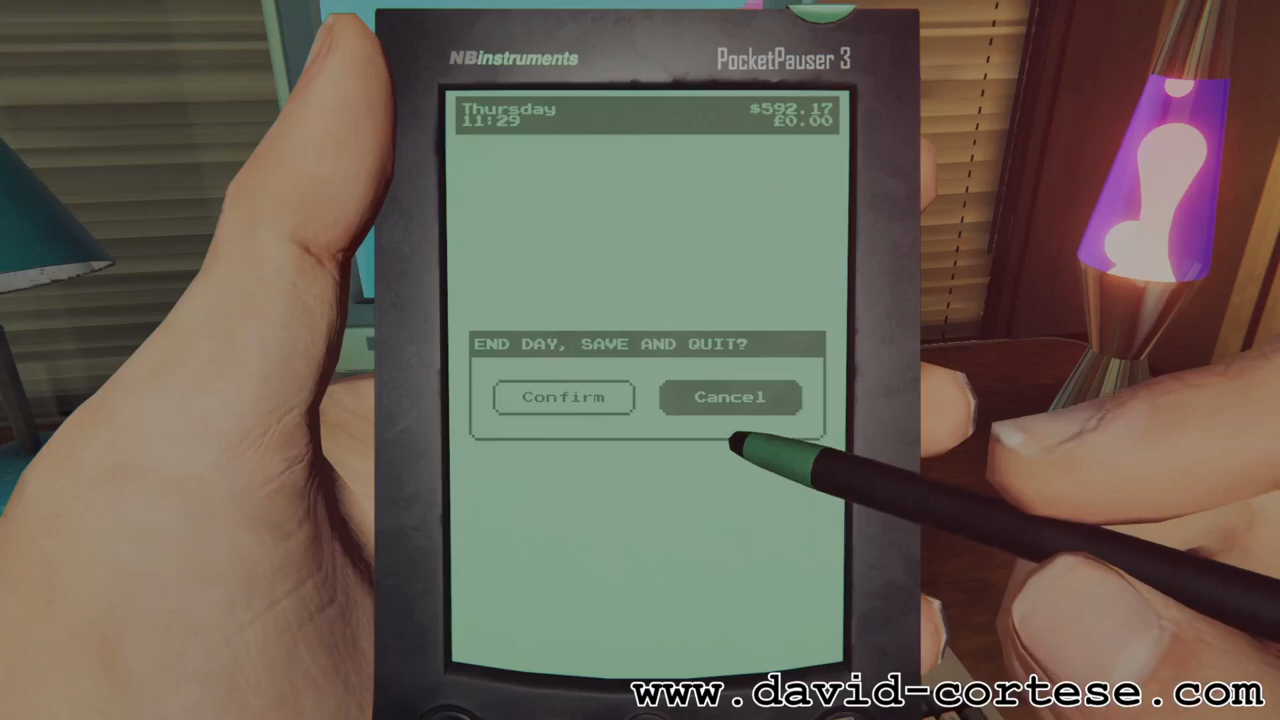 NBinstruments
PocketPauser 3
Thursday
$592.17
11:29
£0.00
END DAY, SAVE AND QUIT?
Confirm
Cancel
www.david-cortese.com